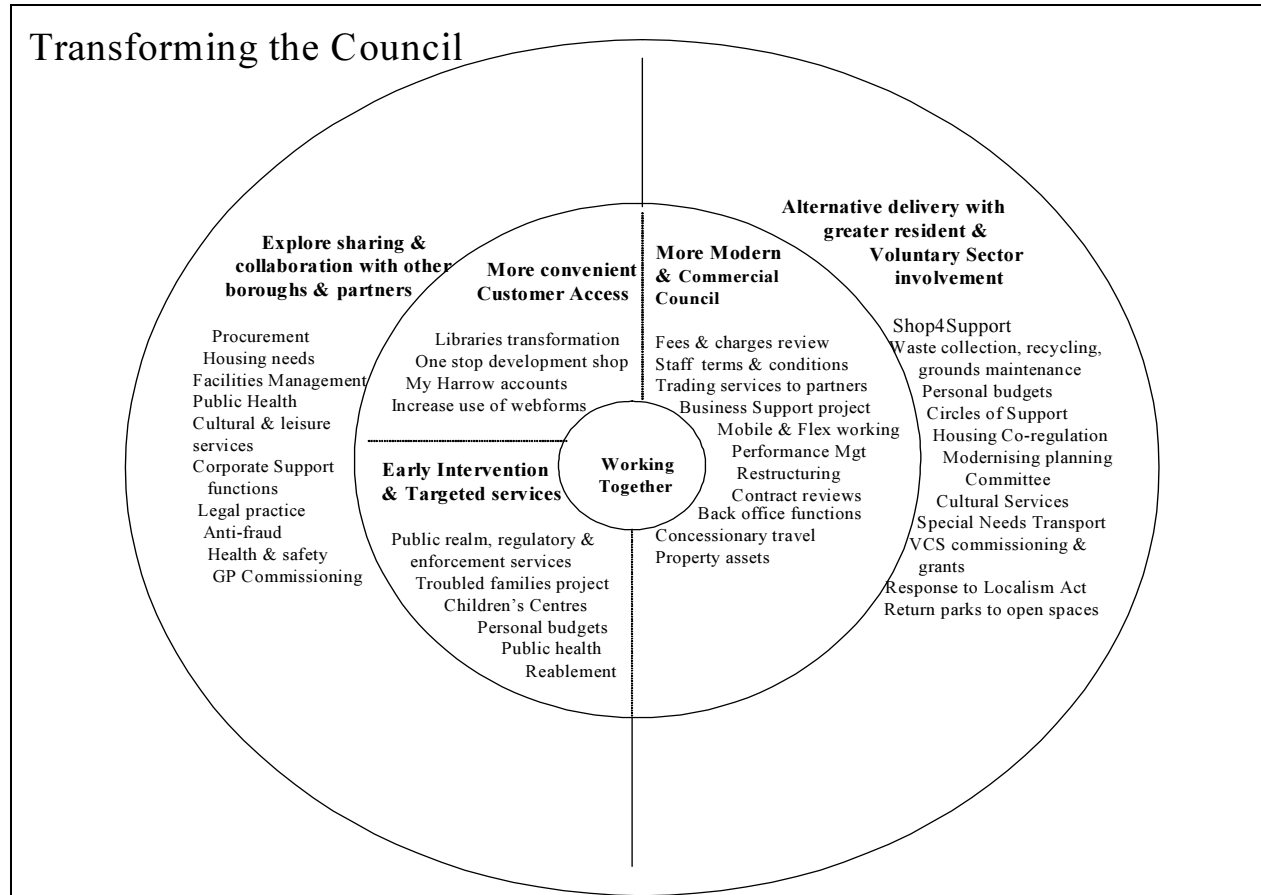 Transforming the Council
Explore sharing &
collaboration with other
boroughs & partners
Procurement
Housing needs
Facilities Management
Public Health
Cultural & leisure
services
Corporate Support
functions
Legal practice
Anti-fraud
Health & safety
GP Commissioning
More convenient
Customer Access
Libraries transformation
One stop development shop
My Harrow accounts
Increase use of webforms
Early Intervention
& Targeted services
Public realm, regulatory &
enforcement services
Troubled families project
Children's Centres
Personal budgets
Public health
Reablement
Working
Together
More Modern
& Commercial
Council
Fees & charges review
Staff terms & conditions
Trading services to partners
Business Support project
Mobile & Flex working
Performance Mgt
Restructuring
Contract reviews
Back office functions
Concessionary travel
Property assets
Alternative delivery with
greater resident &
Voluntary Sector
involvement
Shop4Support
Waste collection, recycling,
grounds maintenance
Personal budgets
Circles of Support
Housing Co-regulation
Modernising planning
Committee
Cultural Services
Special Needs Transport
VCS commissioning &
grants
Response to Localism Act
Return parks to open spaces